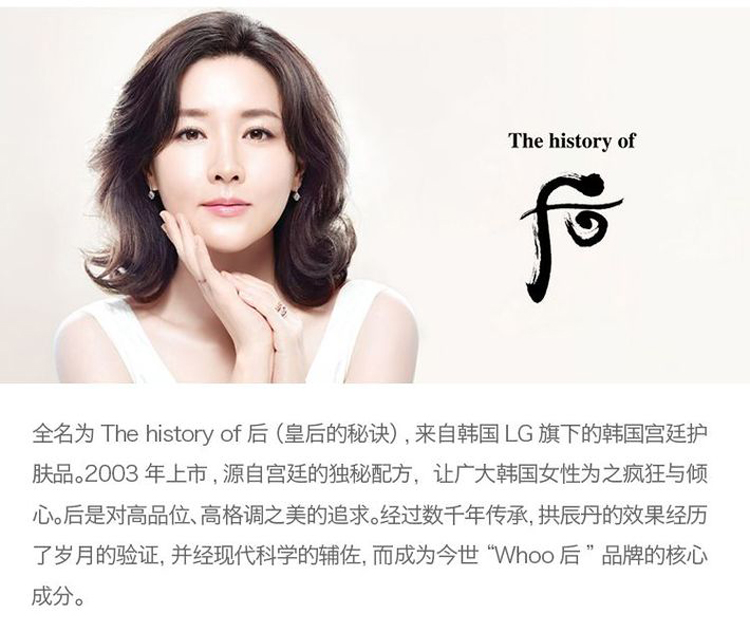 The history of
后
全名为 The history of 后（皇后的秘诀）, 来自韩国 LG 旗下的韩国宫廷护
肤品。2003 年上市 , 源自宫廷的独秘配方， 让广大韩国女性为之疯狂与倾
心。后是对高品位、高格调之美的追求。经过数千年传承, 拱辰丹的效果经历
了岁月的验证, 并经现代科学的辅佐, 而成为今世 “Whoo 后 ” 品牌的核心
成分。